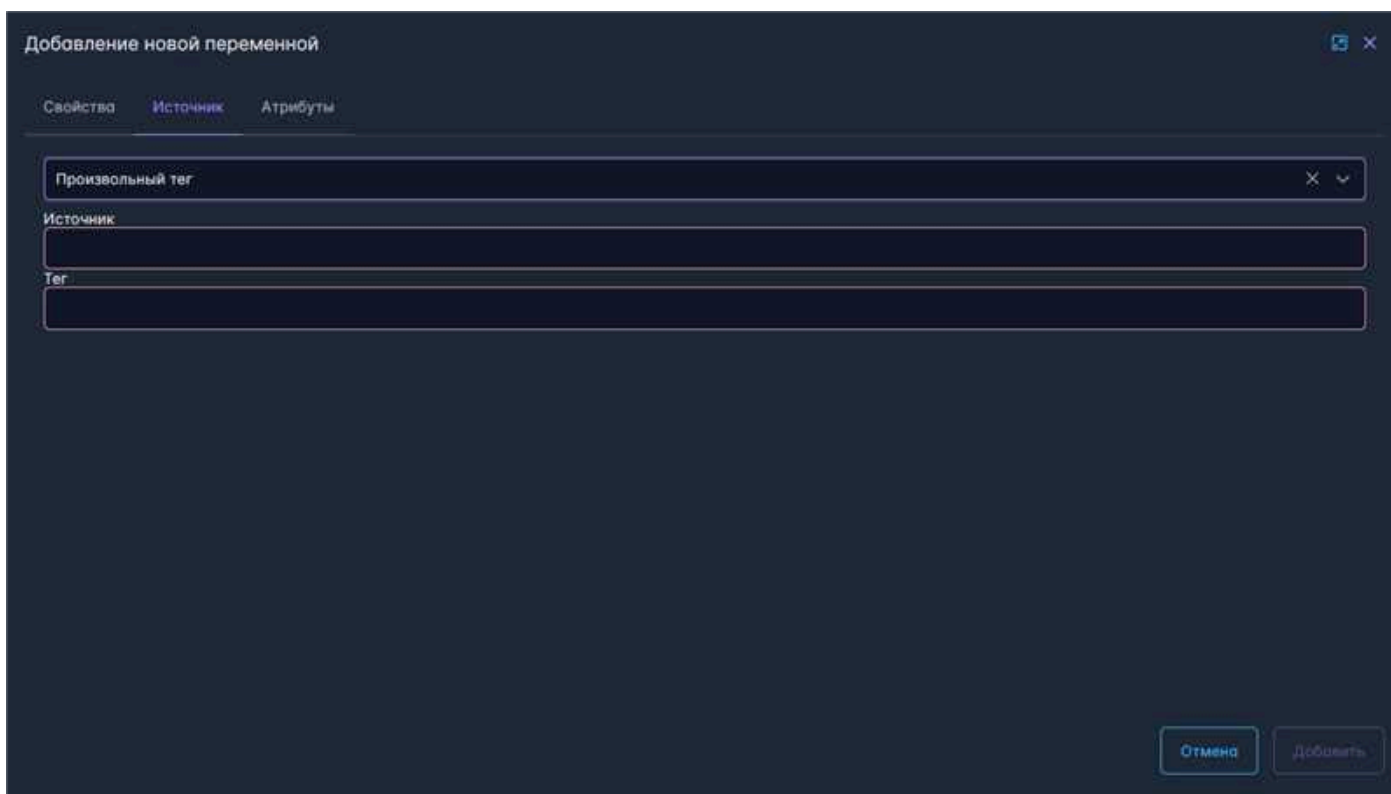 Добавление новой переменной
Свойства Источник Атрибуты
Произвольный тег
Источник
Тег
Отмена Добавить